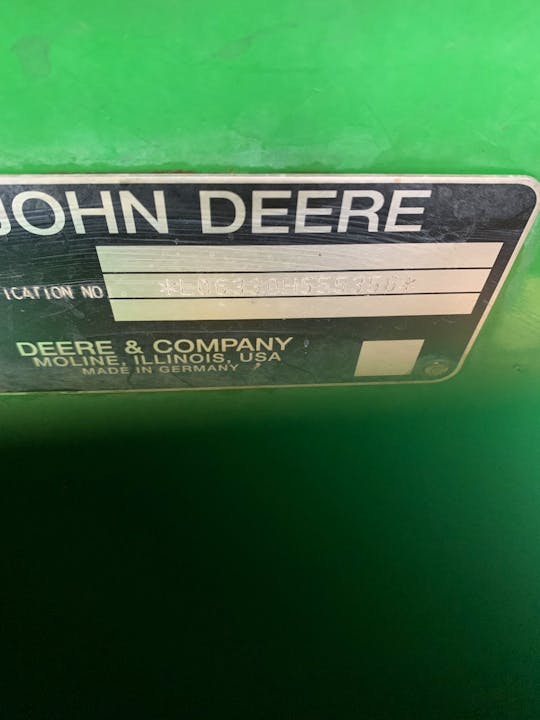 JOHN DEERE
ICATION NO
DEERE & COMPANY
MOLINE, ILLINOIS, USA
MADE IN GERMANY